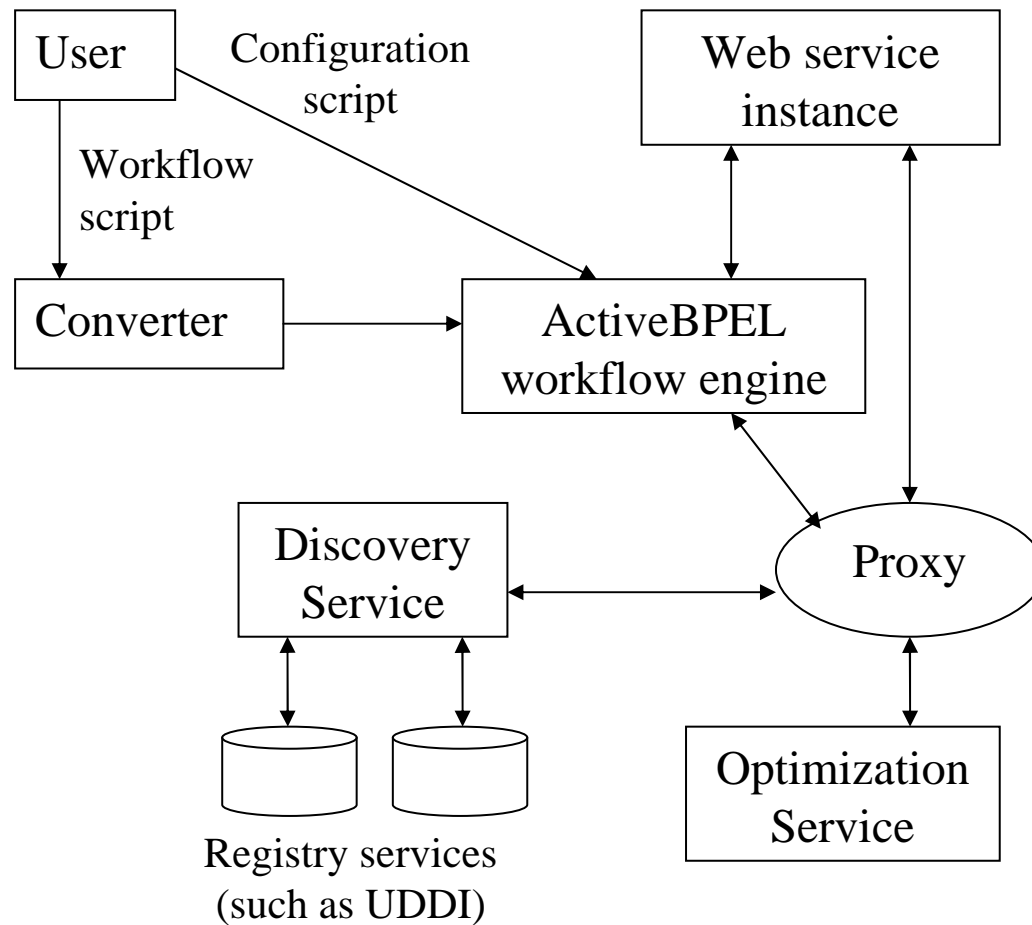 User
Configuration
script
Web service
instance
Workflow
script
Converter
ActiveBPEL
workflow engine
Discovery
Service
Proxy
Optimization
Service
Registry services
(such as UDDI)